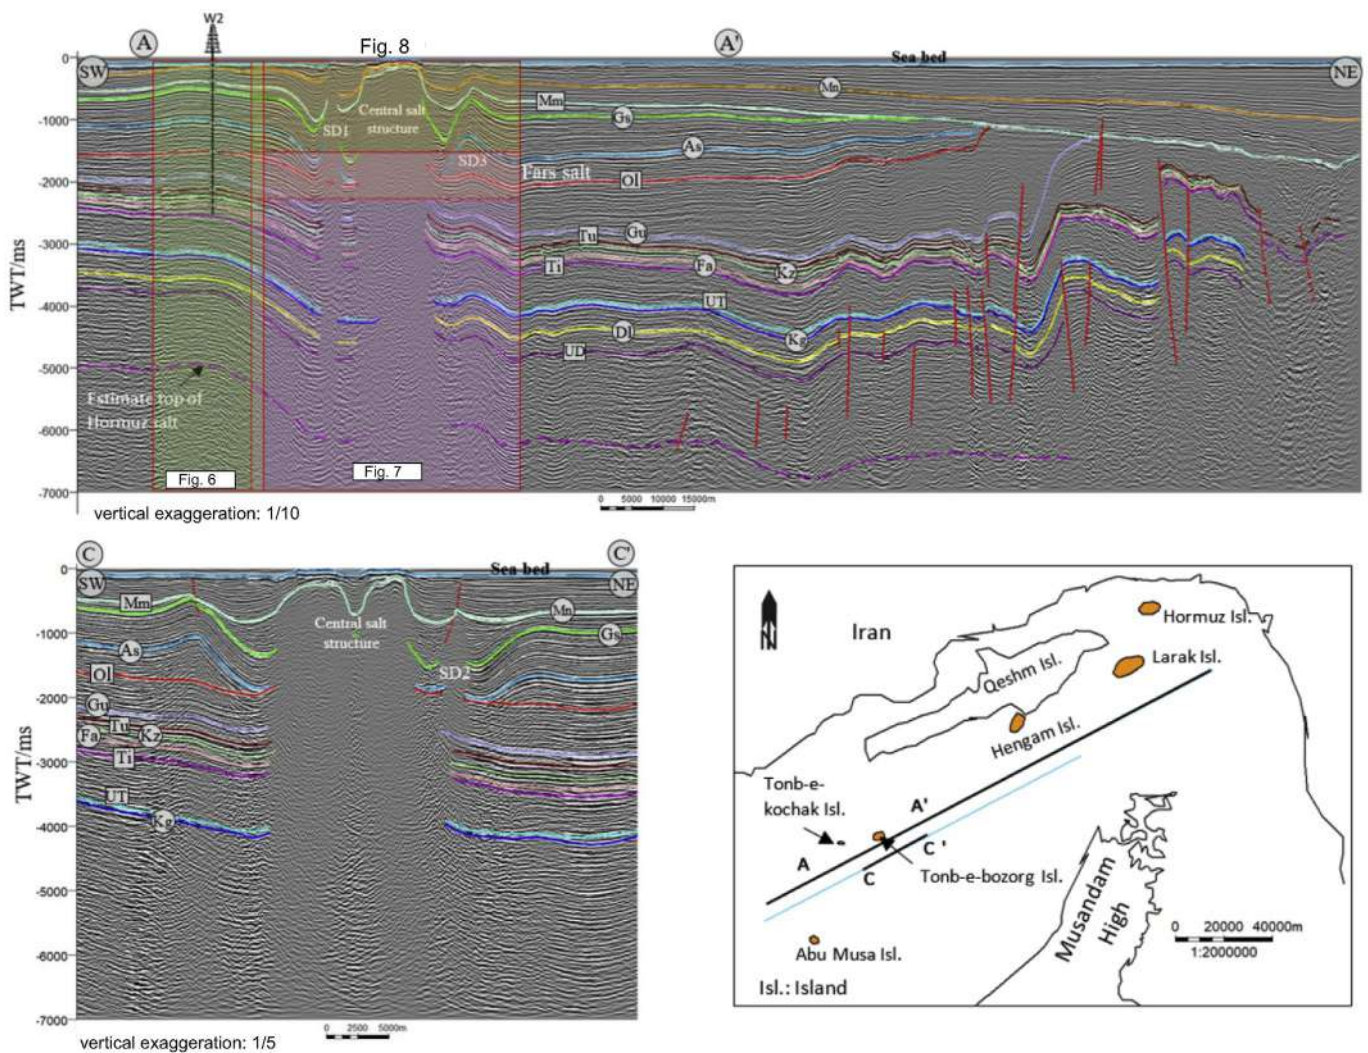 W2
A
Fig. 8
A'
0
SW
Sea bed
NE
Mn
Mm
Gs
-1000
SD1
Central salt
structure
As
SD3
Fars salt
Ol
-2000
Tu
Gu
-3000
Ti
Fa
Kz
TWT/ms
UT
-4000
Dl
Kg
UD
-5000
Estimate top of
Hormuz salt
-6000
Fig. 6
Fig. 7
-7000
0 5000 10000 15000m
vertical exaggeration: 1/10
C
C'
0
SW
Sea bed
NE
Mm
Mn
Central salt
structure
Gs
-1000
As
SD2
Ol
-2000
Gu
Tu
Fa
Kz
Ti
-3000
TWT/ms
UT
Kg
-4000
-5000
-6000
-7000
0 2500 5000m
vertical exaggeration: 1/5
N
Iran
Hormuz Isl.
Qeshm Isl.
Larak Isl.
Hengam Isl.
Tonb-e-
kochak Isl.
A'
A
C'
C
Tonb-e-bozorg Isl.
Musandam
High
Abu Musa Isl.
0 20000 40000m
1:2000000
Isl.: Island